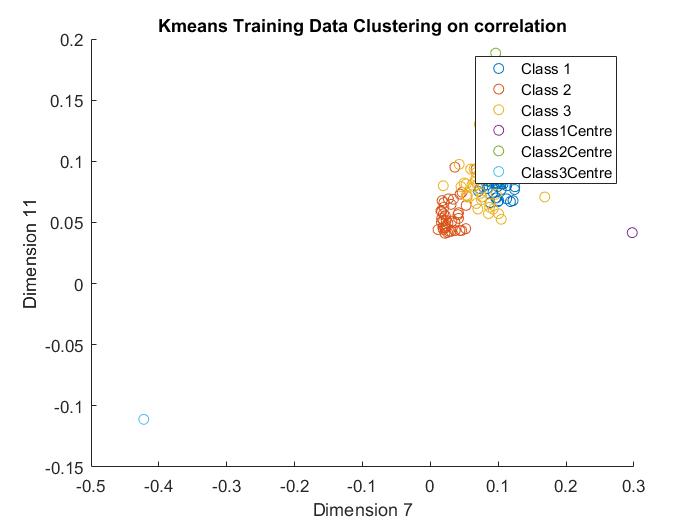 Kmeans Training Data Clustering on correlation
0.2
0.15
0.1
0.05
0
-0.05
-0.1
-0.15
Dimension 11
Class 1
Class 2
Class 3
Class1Centre
Class2Centre
Class3Centre
-0.5 -0.4 -0.3 -0.2 -0.1 0 0.1 0.2 0.3
Dimension 7